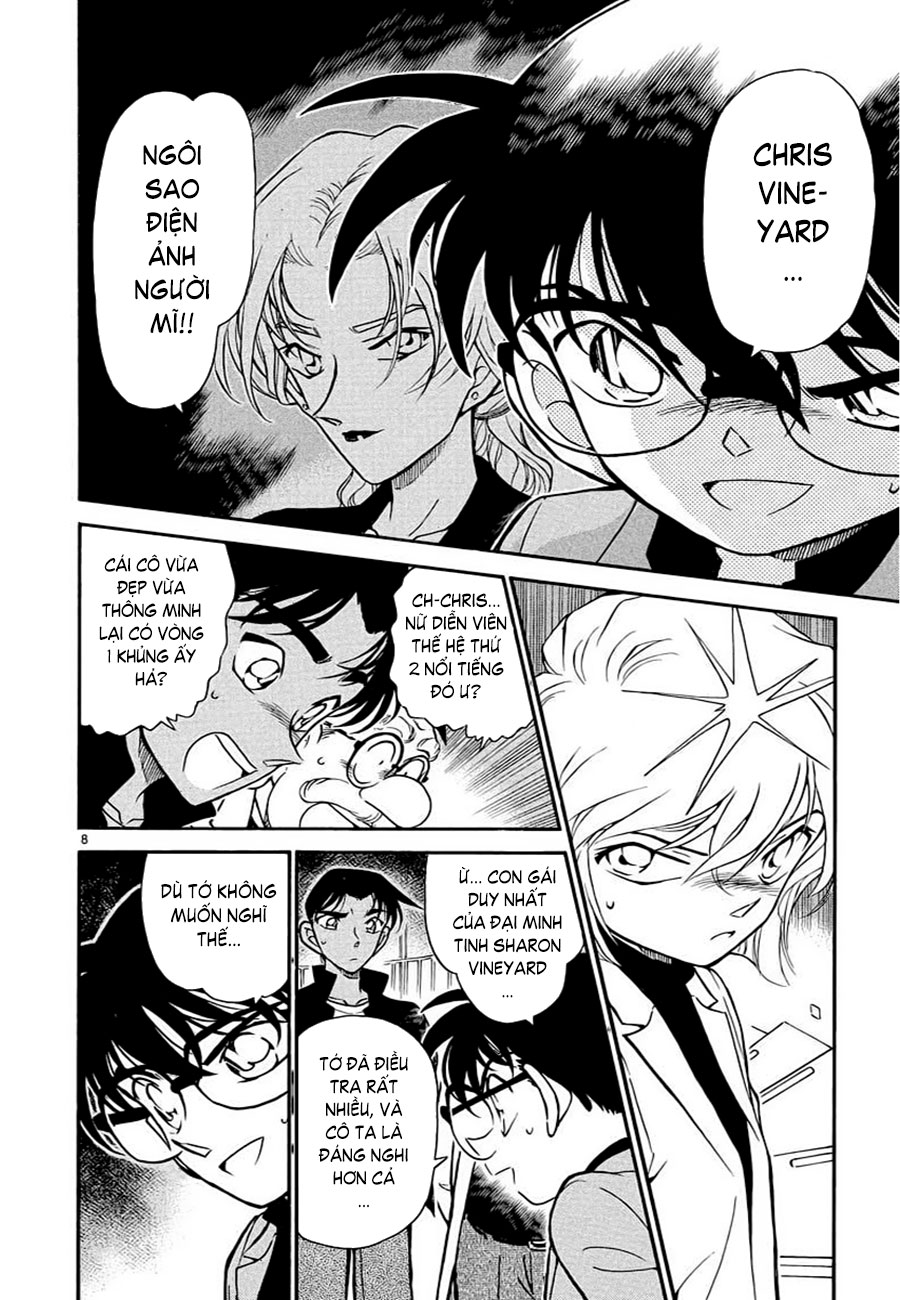 CHRIS
VINE-
YARD
...
NGÔI
SAO
ĐIỆN
ẢNH
NGƯỜI
MĨ!!
CH-CHRIS...
NỮ DIỄN VIÊN
THẾ HỆ THỨ
2 NỔI TIẾNG
ĐÓ Ư?
CÁI CÔ VỪA
ĐẸP VỪA
THÔNG MINH
LẠI CÓ VÒNG
1 KHỦNG ẤY
HẢ?
8
Ừ... CON GÁI
DUY NHẤT
CỦA ĐẠI MINH
TINH SHARON
VINEYARD
...
TỚ ĐÃ ĐIỀU
TRA RẤT
NHIỀU, VÀ
CÔ TA LÀ
ĐÁNG NGHI
HƠN CẢ
...
DÙ TỚ KHÔNG
MUỐN NGHĨ
THẾ...